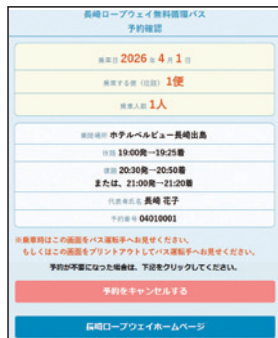 長崎ロープウェイ無料循環バス
予約確認
乗車日 2026 年 4 月 1 日
乗車する便（往路） 1便
乗車人数 1人
乗降場所 ホテルベルビュー長崎出島
往路 19:00発→19:25着
復路 20:30発→20:50着
または、21:00発→21:20着
代表者氏名 長崎 花子
予約番号 04010001
※乗車時はこの画面をバス運転手へお見せください。
もしくはこの画面をプリントアウトしてバス運転手へお見せください。
予約が不要になった場合は、下記をクリックしてください。
予約をキャンセルする
長崎ロープウェイホームページ